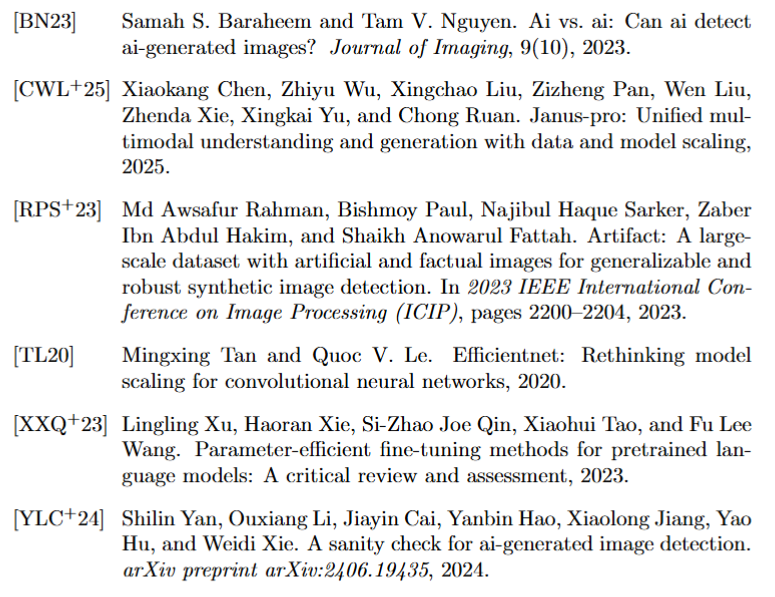 [BN23] Samah S. Baraheem and Tam V. Nguyen. Ai vs. ai: Can ai detect
ai-generated images? Journal of Imaging, 9(10), 2023.
[CWL+25] Xiaokang Chen, Zhiyu Wu, Xingchao Liu, Zizheng Pan, Wen Liu,
Zhenda Xie, Xingkai Yu, and Chong Ruan. Janus-pro: Unified mul-
timodal understanding and generation with data and model scaling,
2025.
[RPS+23] Md Awsafur Rahman, Bishmoy Paul, Najibul Haque Sarker, Zaber
Ibn Abdul Hakim, and Shaikh Anowarul Fattah. Artifact: A large-
scale dataset with artificial and factual images for generalizable and
robust synthetic image detection. In 2023 IEEE International Con-
ference on Image Processing (ICIP), pages 2200–2204, 2023.
[TL20] Mingxing Tan and Quoc V. Le. Efficientnet: Rethinking model
scaling for convolutional neural networks, 2020.
[XXQ+23] Lingling Xu, Haoran Xie, Si-Zhao Joe Qin, Xiaohui Tao, and Fu Lee
Wang. Parameter-efficient fine-tuning methods for pretrained lan-
guage models: A critical review and assessment, 2023.
[YLC+24] Shilin Yan, Ouxiang Li, Jiayin Cai, Yanbin Hao, Xiaolong Jiang, Yao
Hu, and Weidi Xie. A sanity check for ai-generated image detection.
arXiv preprint arXiv:2406.19435, 2024.